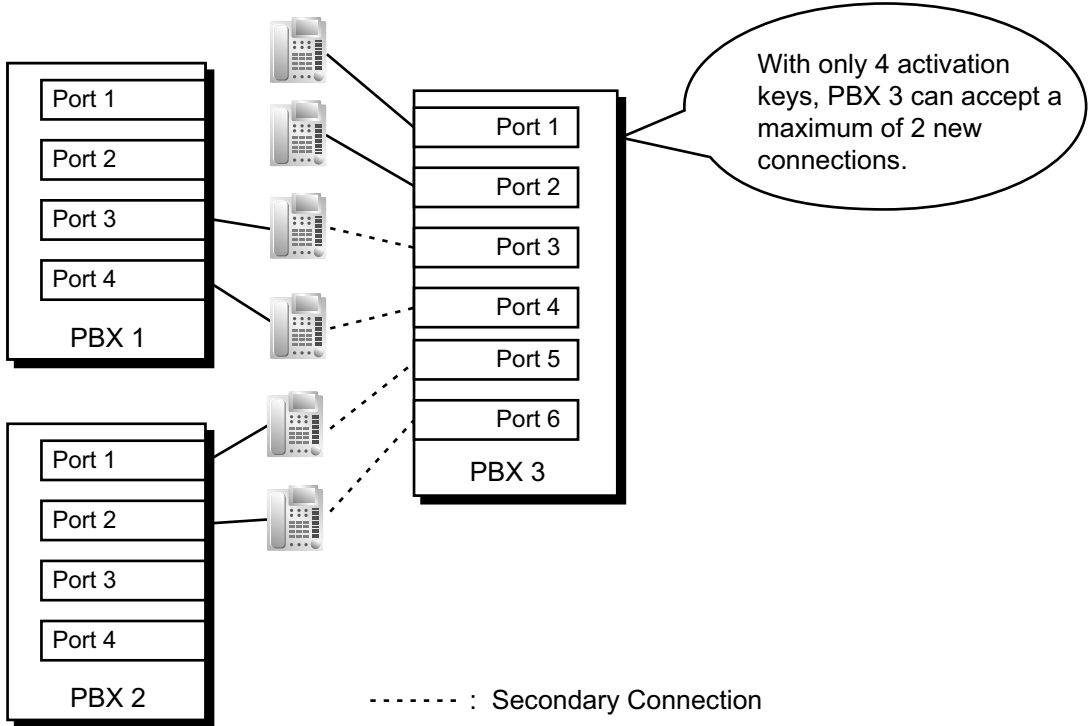 Port 1
Port 2
Port 3
Port 4
PBX 1
Port 1
Port 2
Port 3
Port 4
PBX 2
Port 1
Port 2
Port 3
Port 4
Port 5
Port 6
PBX 3
With only 4 activation
keys, PBX 3 can accept a
maximum of 2 new
connections.
: Secondary Connection